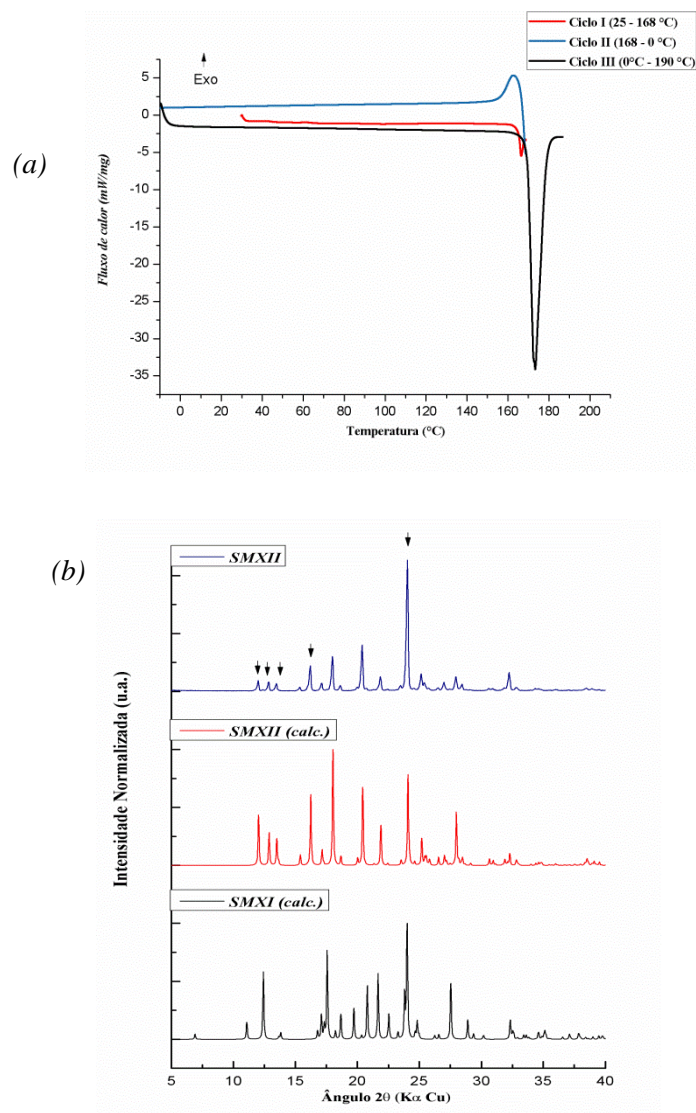 Ciclo I (25 - 168 °C)
Ciclo II (168 - 0 °C)
Ciclo III (0°C - 190 °C)
Exo
(a)
Fluxo de calor (mW/mg)
5
0
-5
-10
-15
-20
-25
-30
-35
0 20 40 60 80 100 120 140 160 180 200
Temperatura (°C)
(b)
SMXII
SMXII (calc.)
SMXI (calc.)
Intensidade Normalizada (u.a.)
5 10 15 20 25 30 35 40
Ângulo 2θ (Kα Cu)